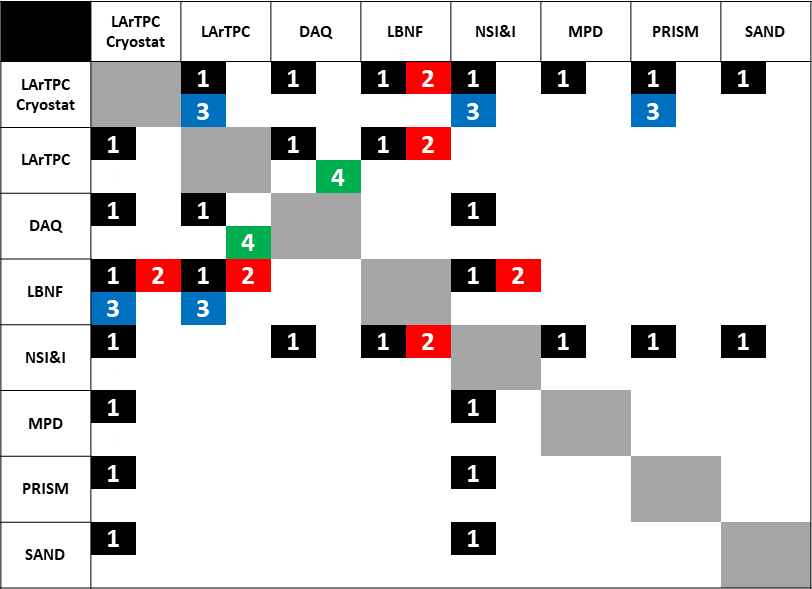 LArTPC Cryostat LArTPC DAQ LBNF NSI&I MPD PRISM SAND
LArTPC Cryostat 1 1 1 2 1 1 1 1
3 3 3
LArTPC 1 1 1 2
4
DAQ 1 1 1
4
LBNF 1 2 1 2 1 2
3 3
NSI&I 1 1 1 2 1 1 1
MPD 1 1
PRISM 1 1
SAND 1 1